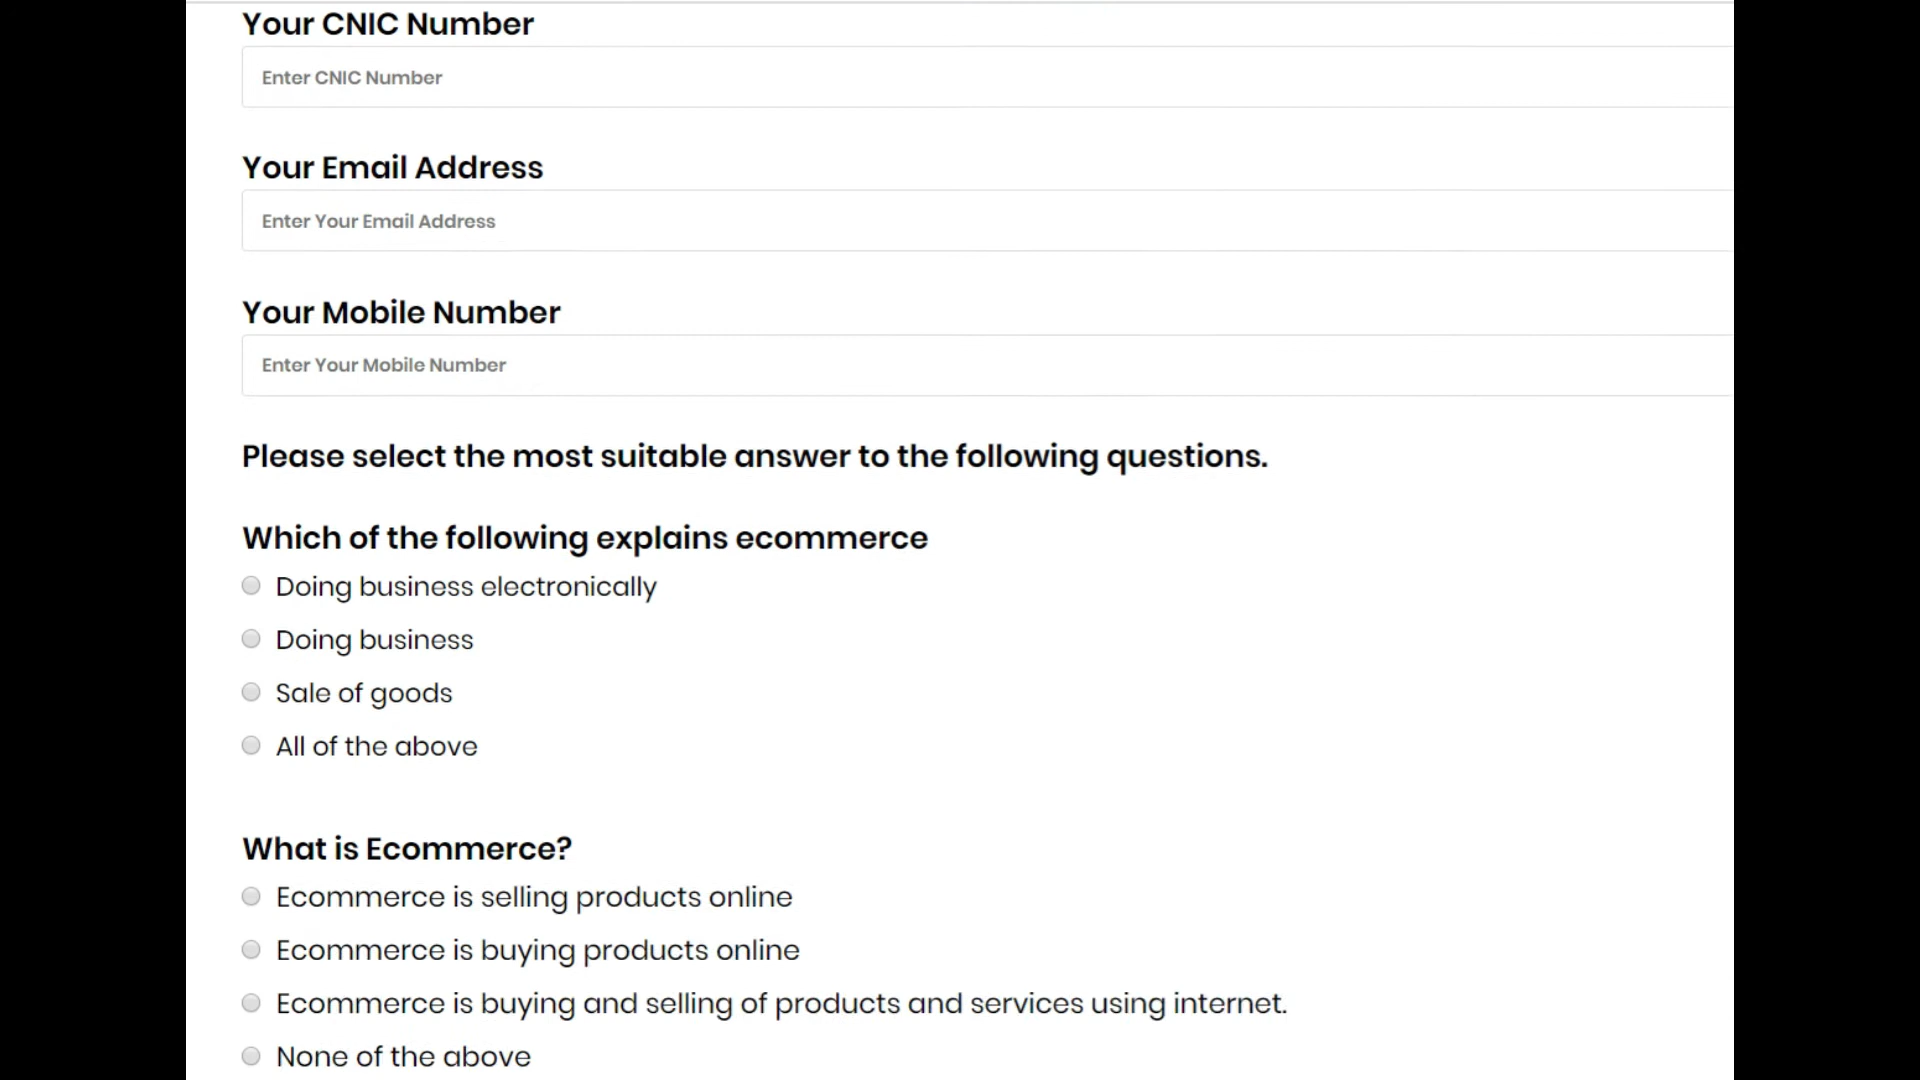 Your CNIC Number
Enter CNIC Number
Your Email Address
Enter Your Email Address
Your Mobile Number
Enter Your Mobile Number
Please select the most suitable answer to the following questions.
Which of the following explains ecommerce
Doing business electronically
Doing business
Sale of goods
All of the above
What is Ecommerce?
Ecommerce is selling products online
Ecommerce is buying products online
Ecommerce is buying and selling of products and services using internet.
None of the above